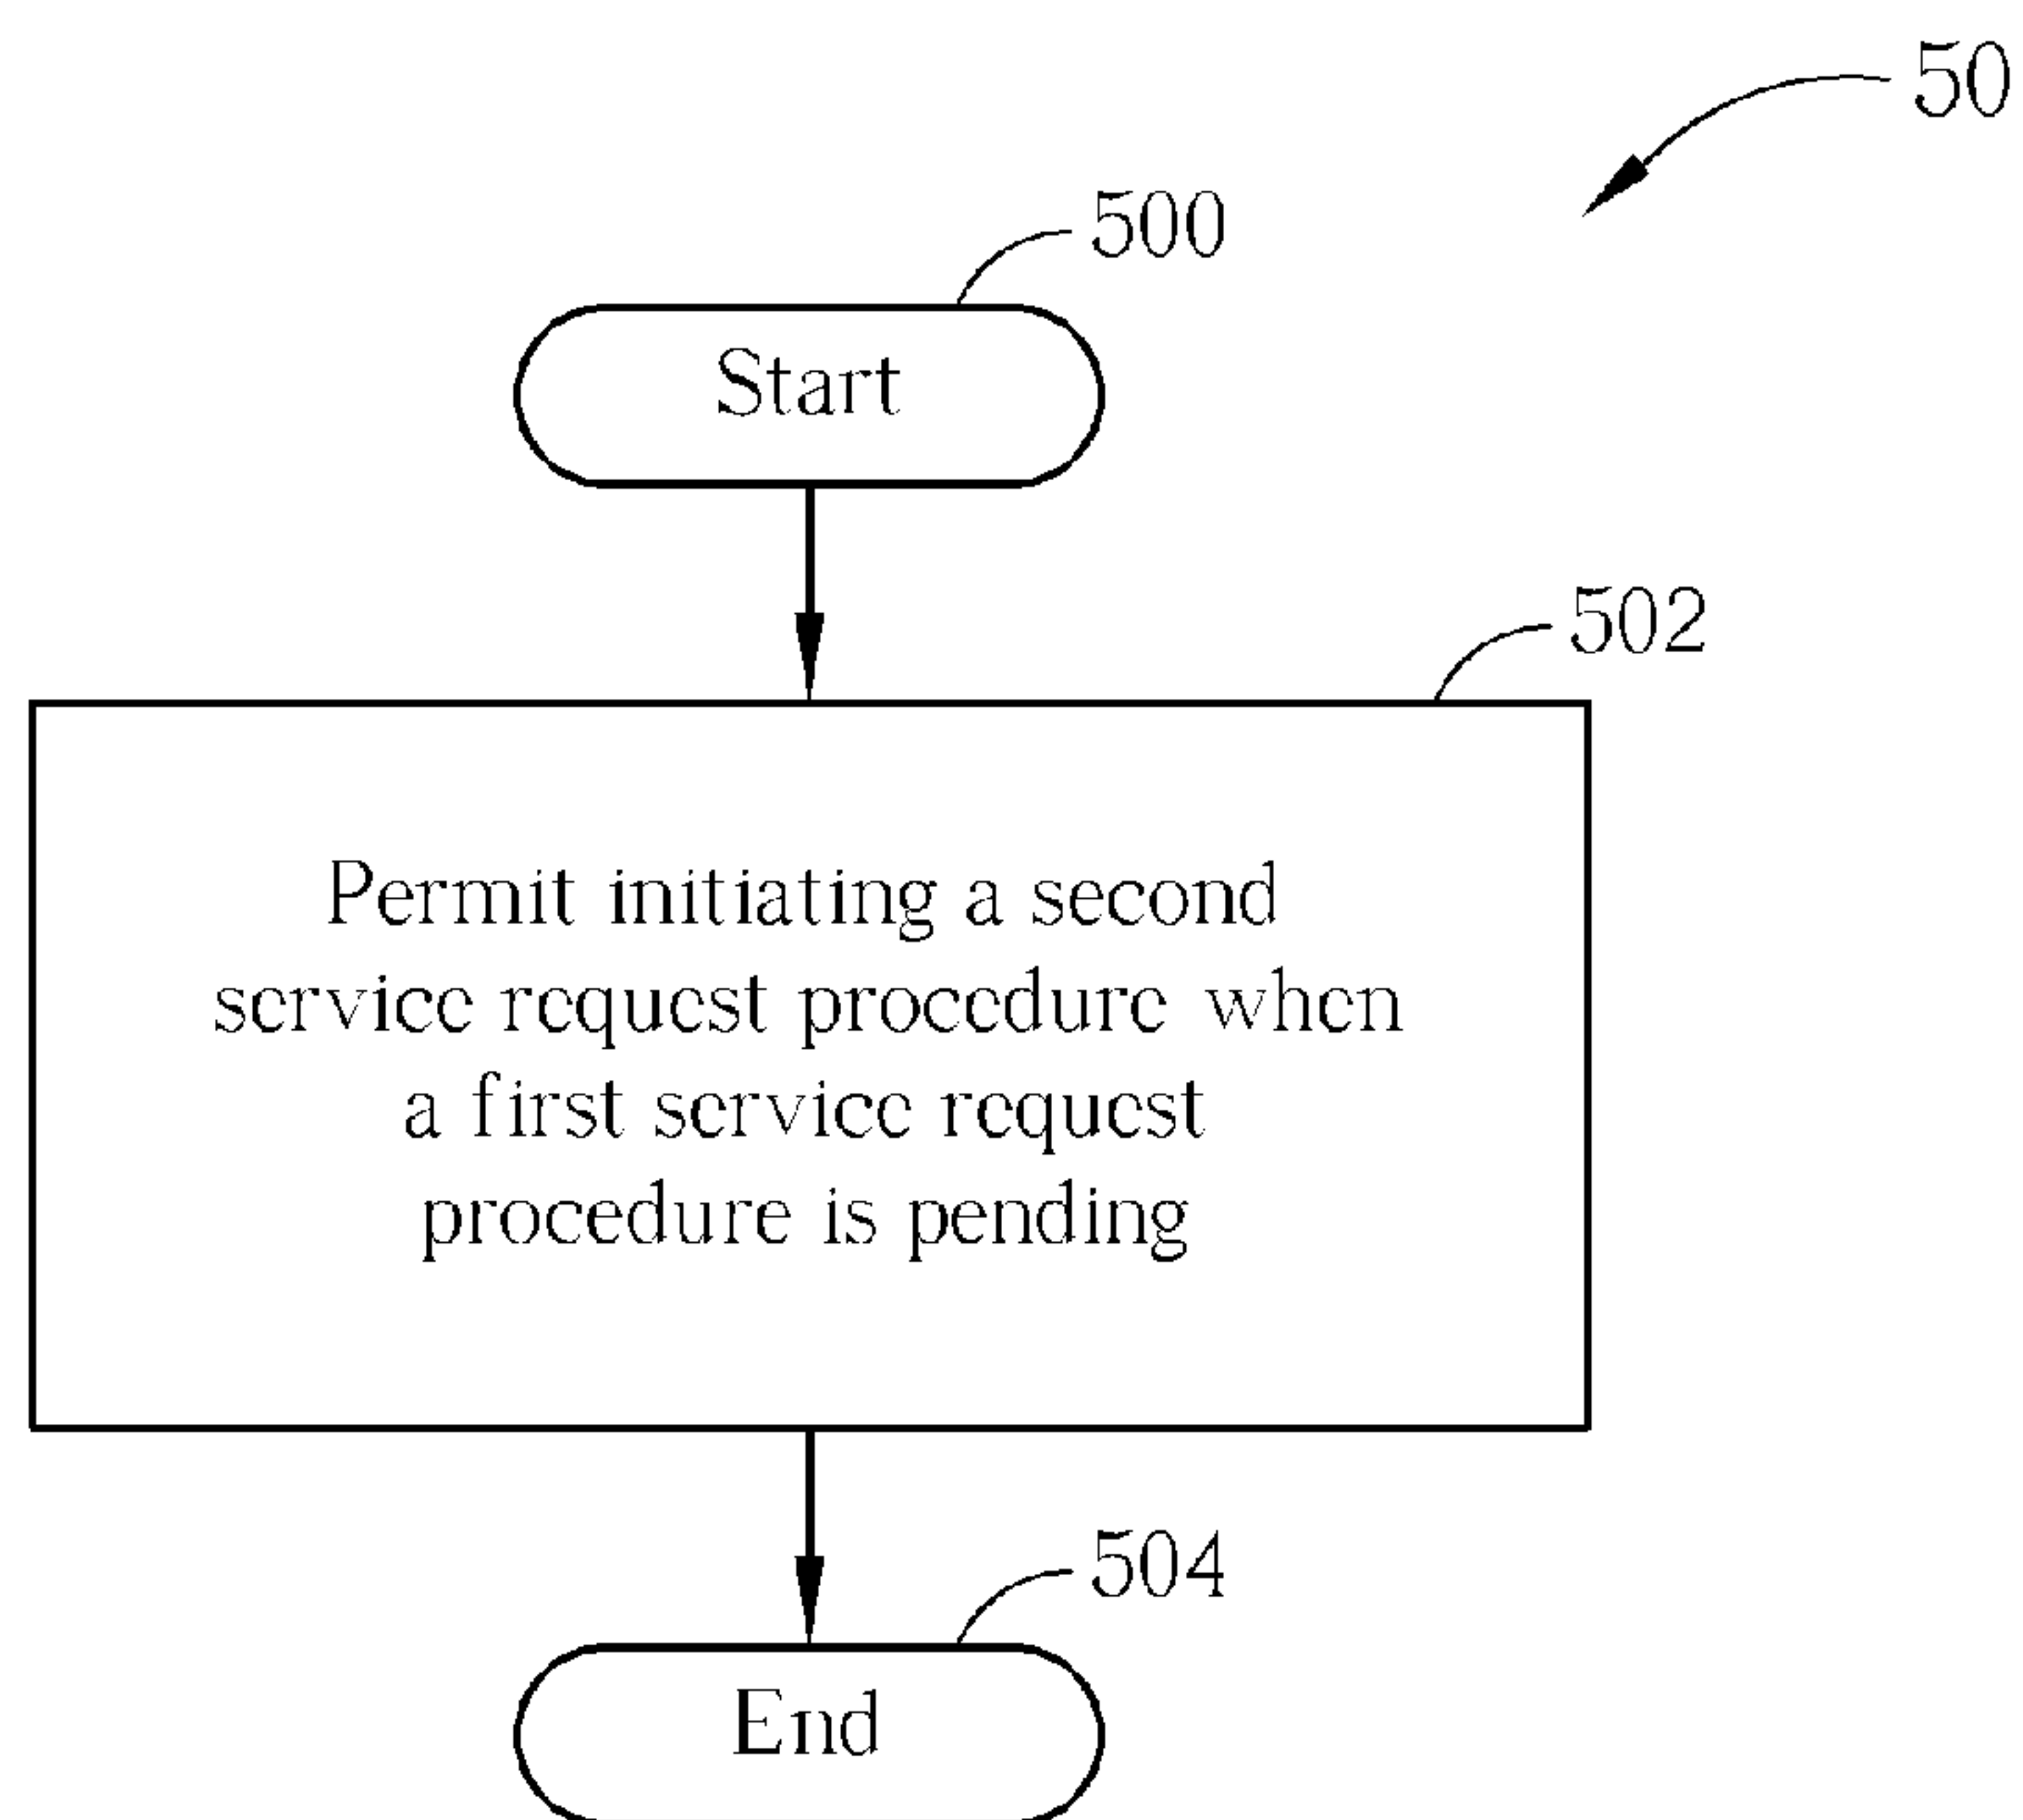 50
500
Start
502
Permit initiating a second
service request procedure when
a first service request
procedure is pending
504
End